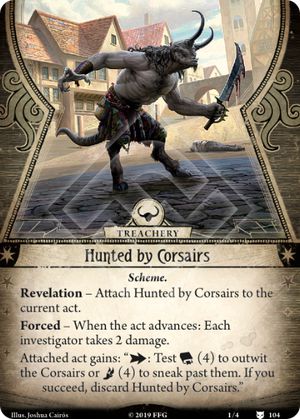 TREACHERY
Hunted by Corsairs
Scheme.
Revelation – Attach Hunted by Corsairs to the
current act.
Forced – When the act advances: Each
investigator takes 2 damage.
Attached act gains: “ : Test (4) to outwit
the Corsairs or (4) to sneak past them. If you
succeed, discard Hunted by Corsairs.”
Illus. Joshua Cairós © 2019 FFG 1/4 104